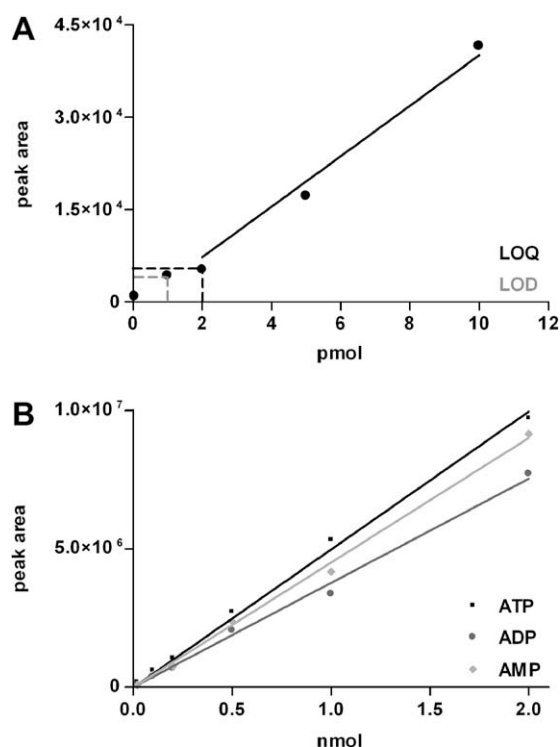 A
4.5×10⁴
3.0×10⁴
1.5×10⁴
0
peak area
LOQ
LOD
0 2 4 6 8 10 12
pmol
B
1.0×10⁷
5.0×10⁶
0
peak area
ATP
ADP
AMP
0.0 0.5 1.0 1.5 2.0
nmol